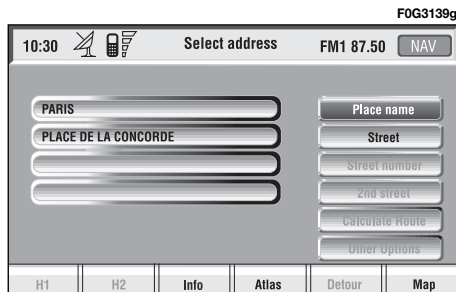 F0G3139g
10:30 Select address FM1 87.50 NAV
PARIS
PLACE DE LA CONCORDE
Place name
Street
Street number
2nd street
Calculate Route
Other Options
H1 H2 Info Atlas Detour Map